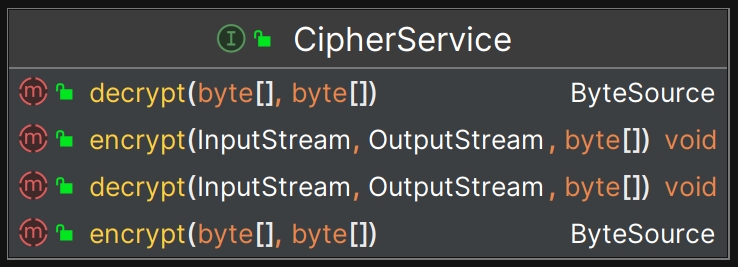 I CipherService
m decrypt(byte[], byte[]) ByteSource
m encrypt(InputStream, OutputStream, byte[]) void
m decrypt(InputStream, OutputStream, byte[]) void
m encrypt(byte[], byte[]) ByteSource